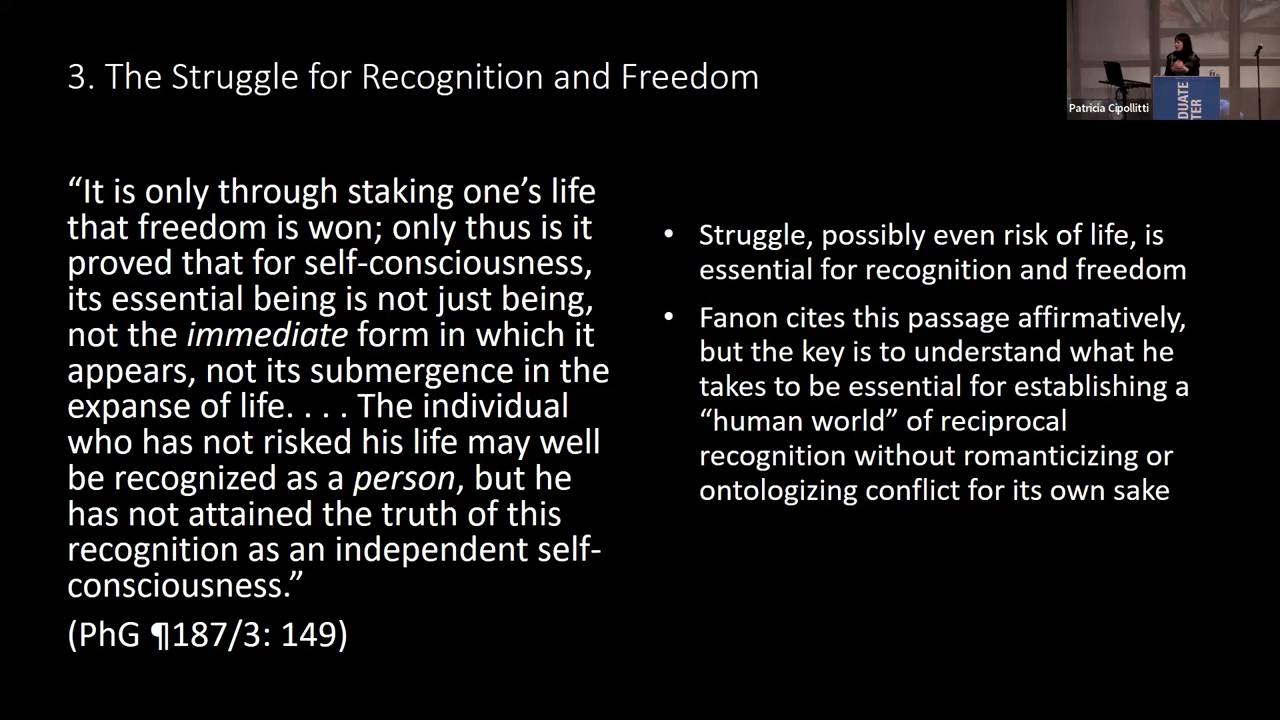 3. The Struggle for Recognition and Freedom
“It is only through staking one’s life
that freedom is won; only thus is it
proved that for self-consciousness,
its essential being is not just being,
not the immediate form in which it
appears, not its submergence in the
expanse of life. . . . The individual
who has not risked his life may well
be recognized as a person, but he
has not attained the truth of this
recognition as an independent self-
consciousness.”
(PhG ¶187/3: 149)
• Struggle, possibly even risk of life, is
essential for recognition and freedom
• Fanon cites this passage affirmatively,
but the key is to understand what he
takes to be essential for establishing a
“human world” of reciprocal
recognition without romanticizing or
ontologizing conflict for its own sake
Patricia Cipollitti
DUATE
TER